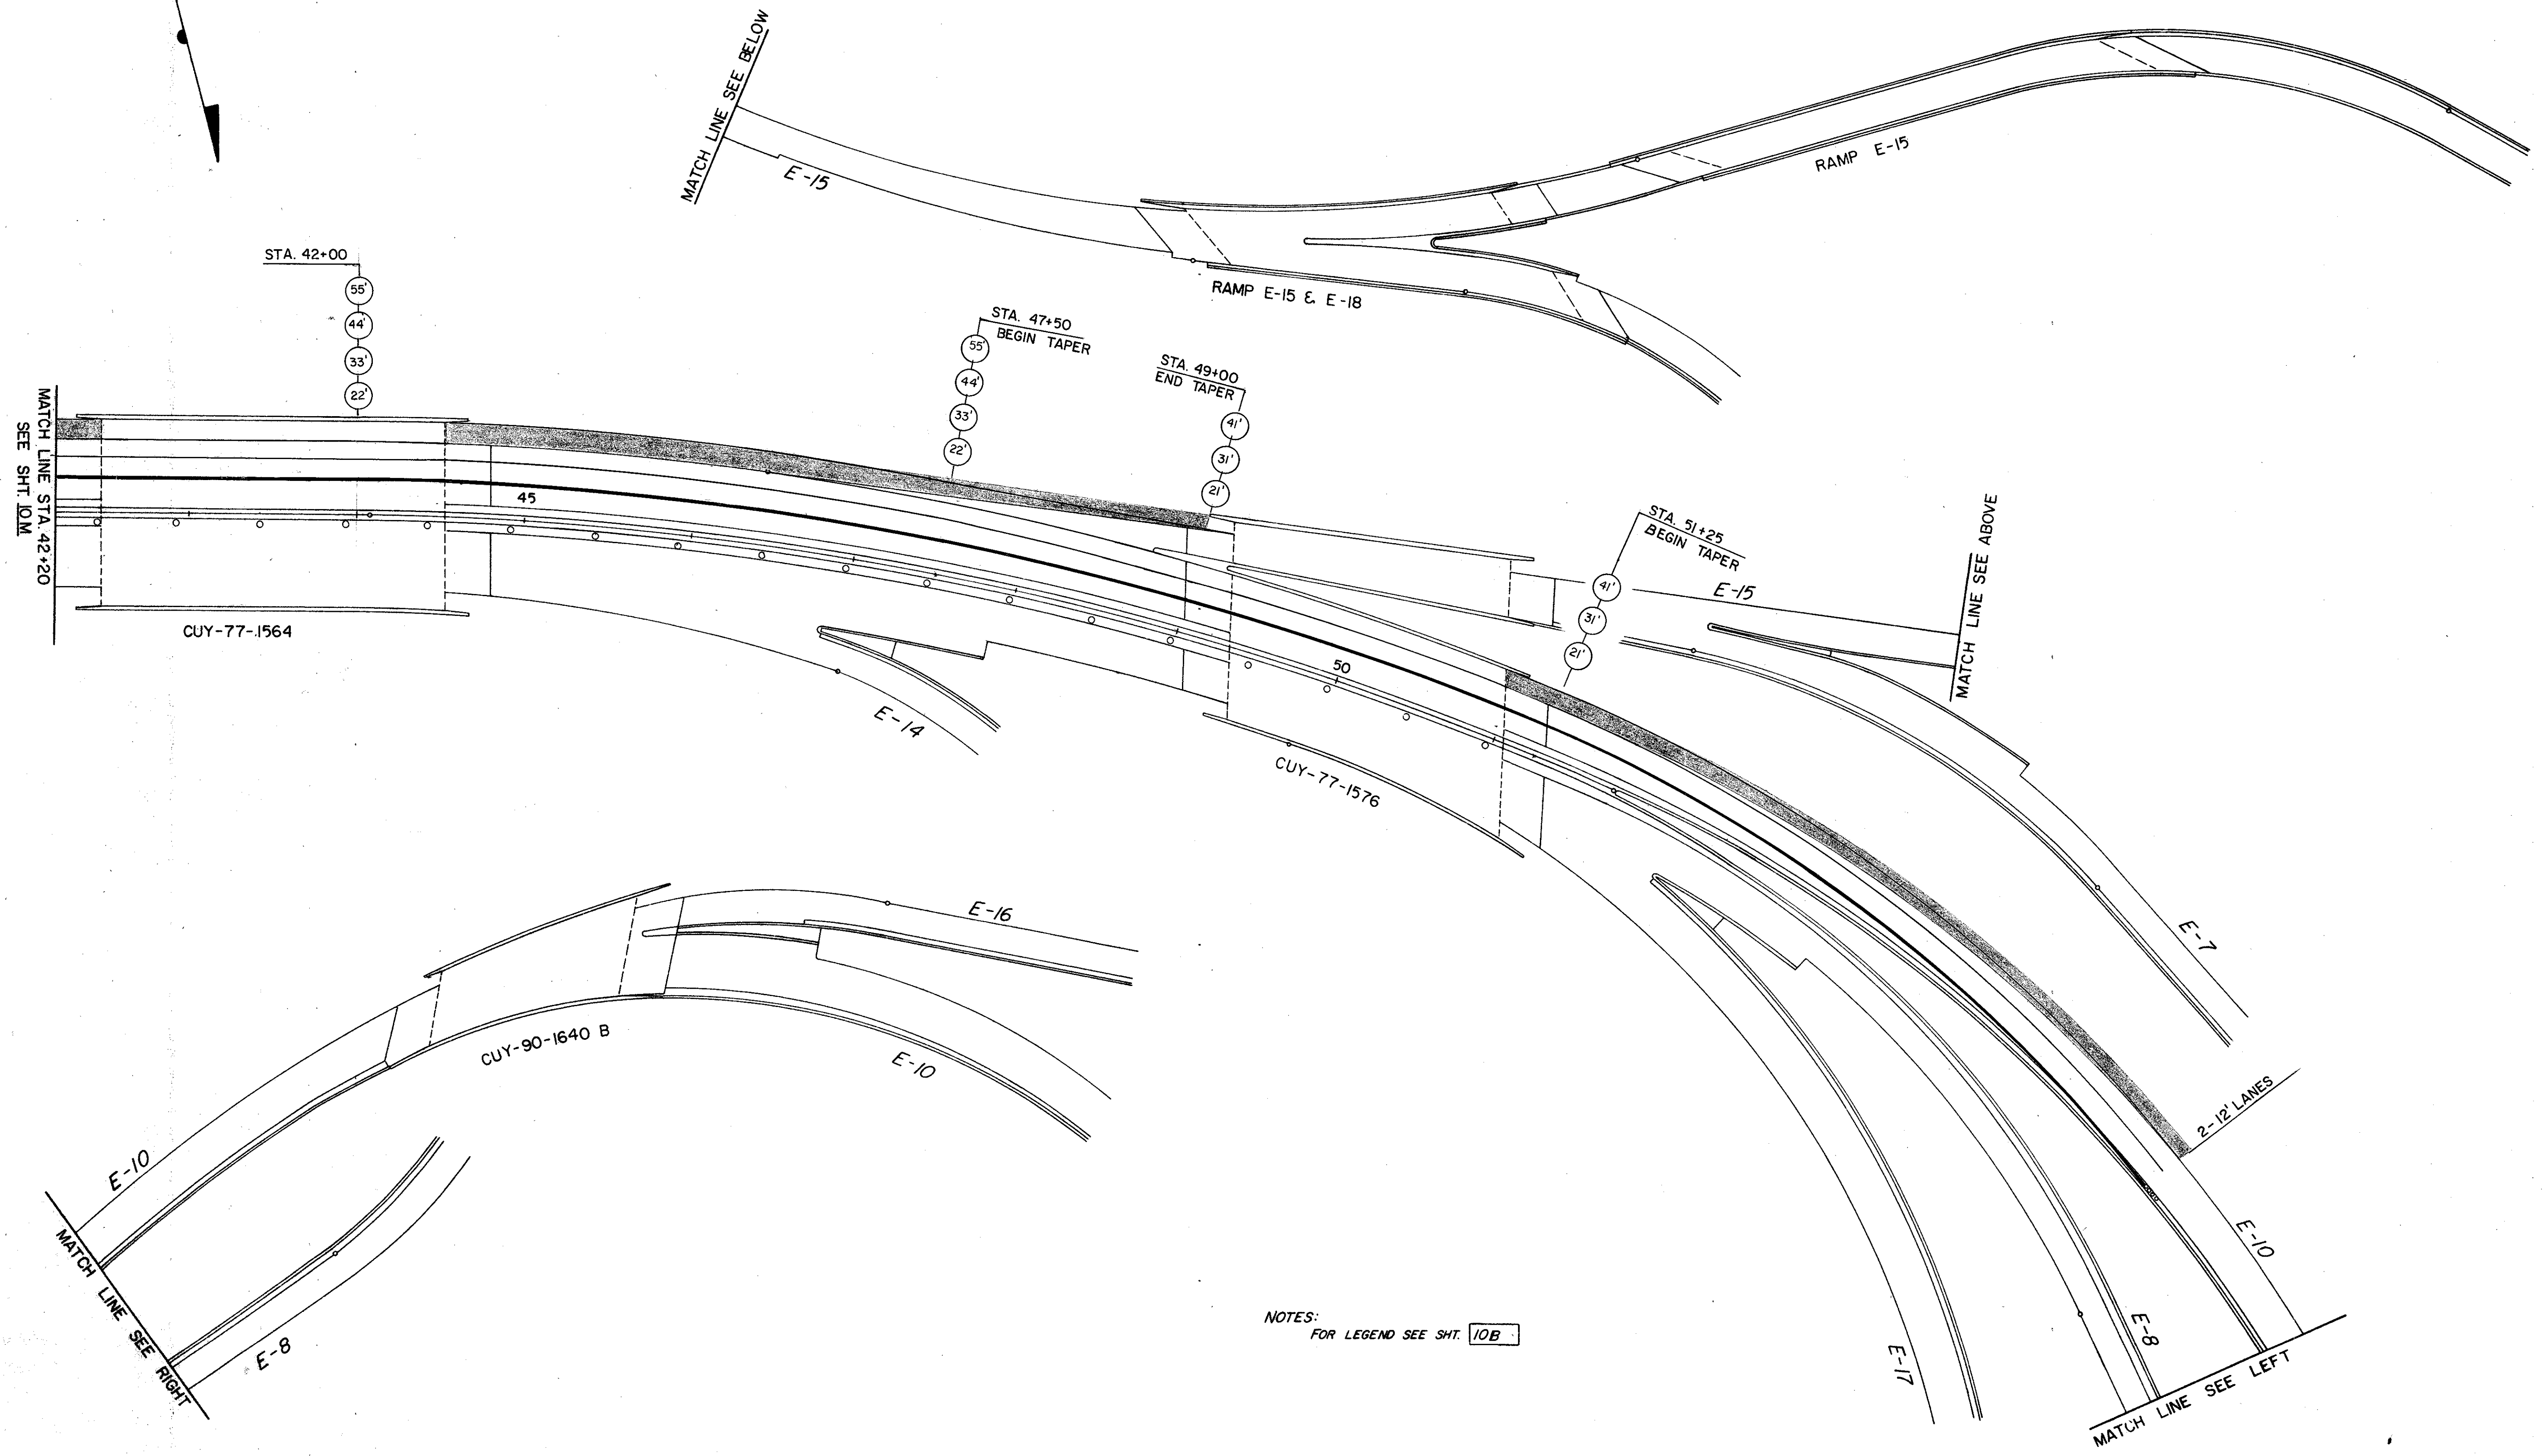 MATCH LINE SEE BELOW
E-15
RAMP E-15
RAMP E-15 & E-18
STA. 42+00
55'
44'
33'
22'
STA. 47+50
BEGIN TAPER
55'
44'
33'
22'
STA. 49+00
END TAPER
41'
31'
21'
MATCH LINE STA. 42+20
SEE SHT. 10 M
45
CUY-77-.1564
E-14
50
CUY-77-1576
STA. 51+25
BEGIN TAPER
41'
31'
21'
E-15
MATCH LINE SEE ABOVE
E-7
2-12' LANES
E-10
E-16
CUY-90-1640 B
E-10
E-10
MATCH LINE SEE RIGHT
E-8
NOTES:
FOR LEGEND SEE SHT. 10B
E-17
E-8
MATCH LINE SEE LEFT